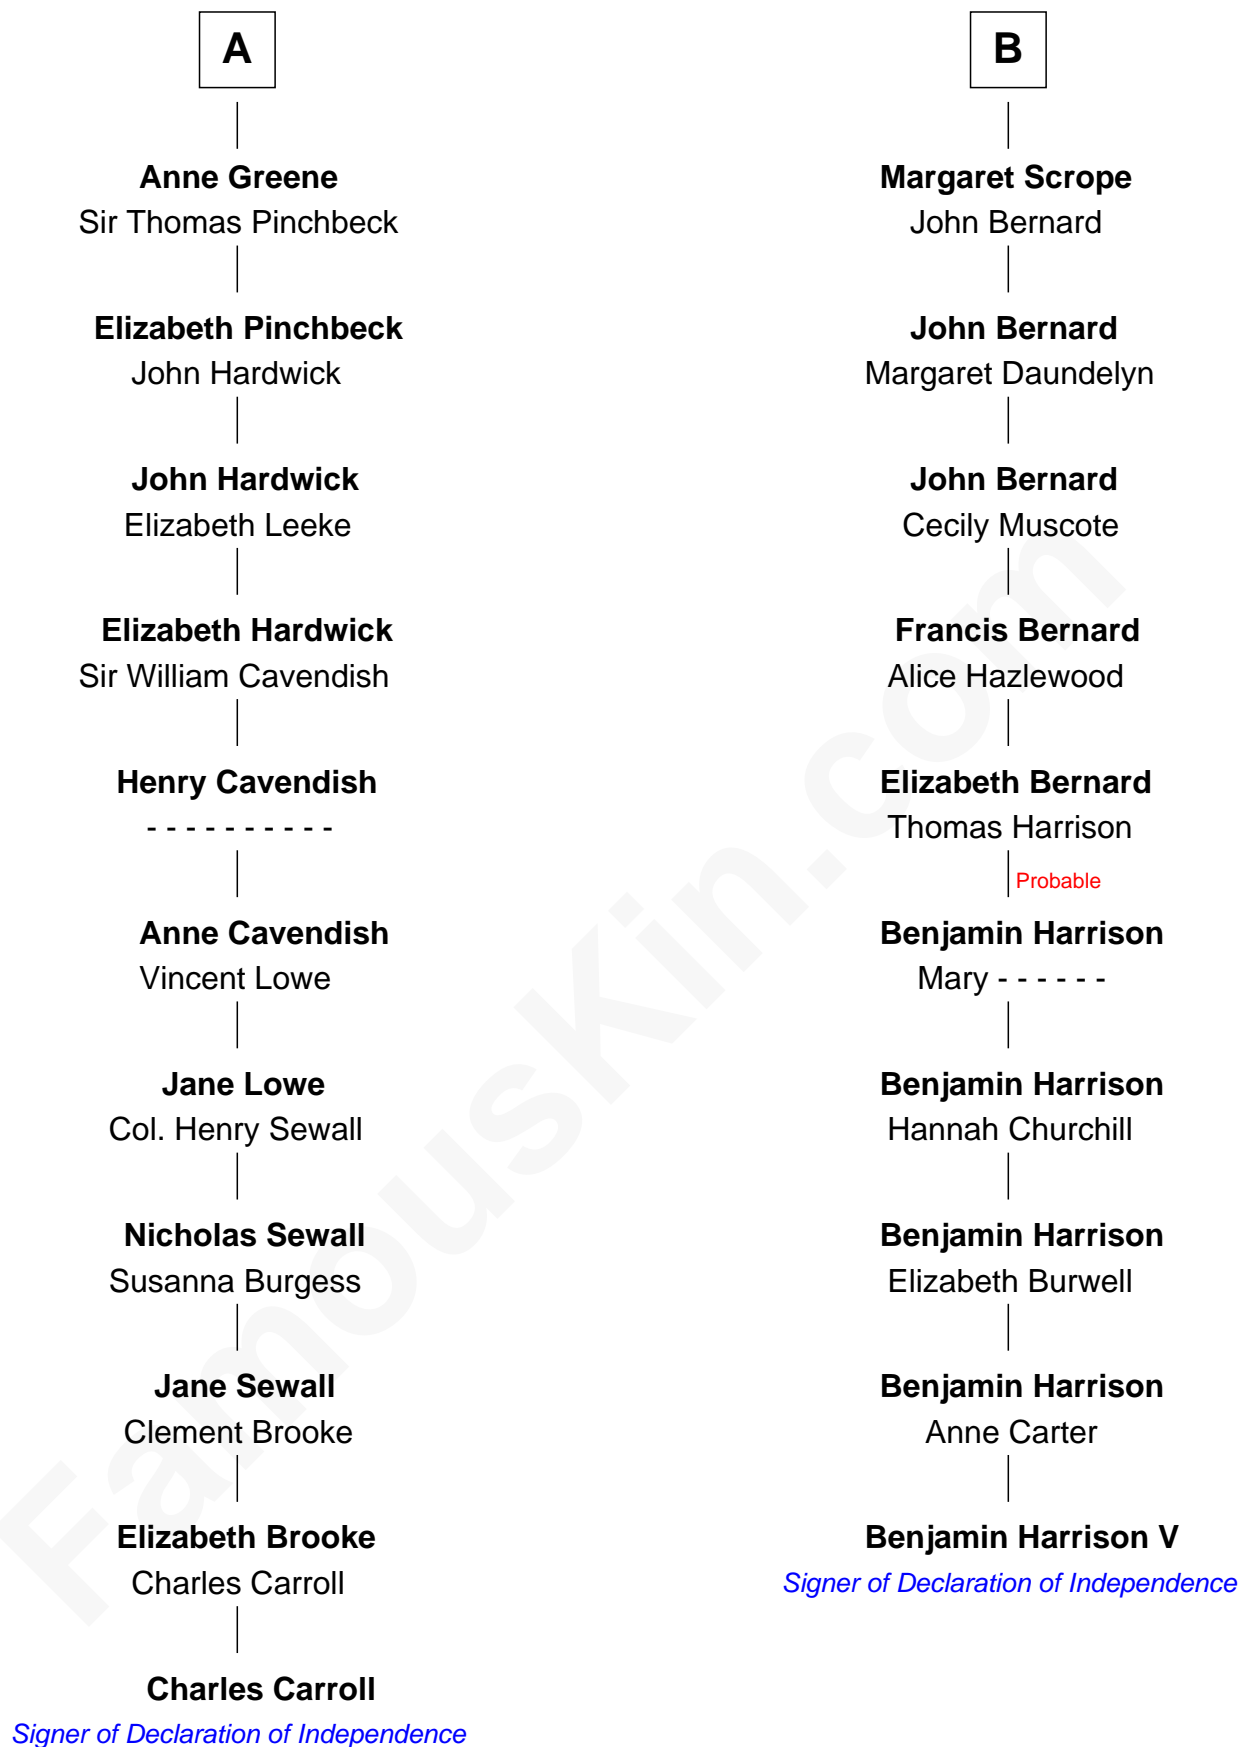 A
Anne Greene
Sir Thomas Pinchbeck
Elizabeth Pinchbeck
John Hardwick
John Hardwick
Elizabeth Leeke
Elizabeth Hardwick
Sir William Cavendish
Henry Cavendish
- - - - - - - - - -
Anne Cavendish
Vincent Lowe
Jane Lowe
Col. Henry Sewall
Nicholas Sewall
Susanna Burgess
Jane Sewall
Clement Brooke
Elizabeth Brooke
Charles Carroll
Charles Carroll
Signer of Declaration of Independence
B
Margaret Scrope
John Bernard
John Bernard
Margaret Daundelyn
John Bernard
Cecily Muscote
Francis Bernard
Alice Hazlewood
Elizabeth Bernard
Thomas Harrison
Probable
Benjamin Harrison
Mary - - - - - -
Benjamin Harrison
Hannah Churchill
Benjamin Harrison
Elizabeth Burwell
Benjamin Harrison
Anne Carter
Benjamin Harrison V
Signer of Declaration of Independence
FamousKin.com